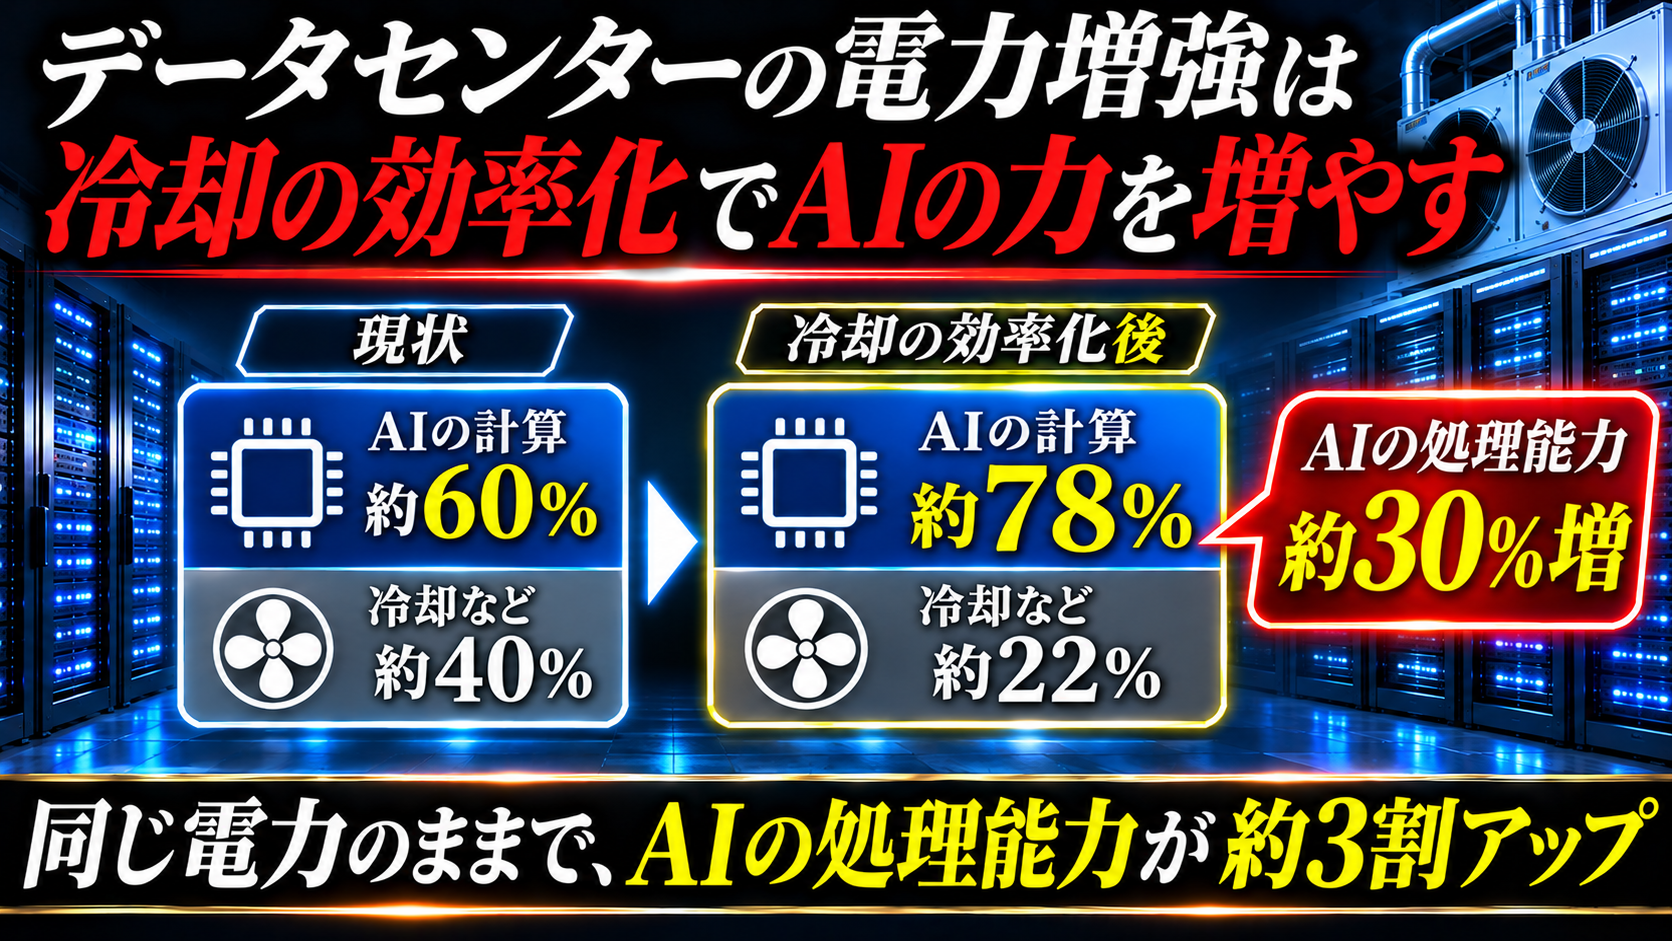 データセンターの電力増強は
冷却の効率化でAIの力を増やす
現状
AIの計算
約60%
冷却など
約40%
冷却の効率化後
AIの計算
約78%
冷却など
約22%
AIの処理能力
約30%増
同じ電力のままで、AIの処理能力が約3割アップ